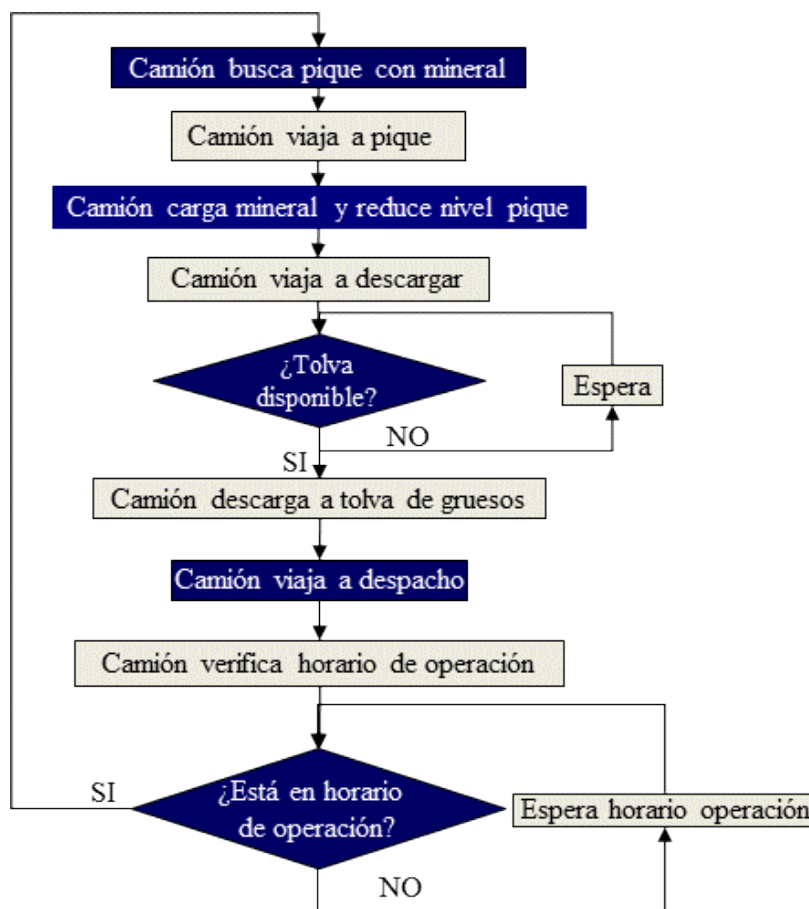 Camión busca pique con mineral
Camión viaja a pique
Camión carga mineral y reduce nivel pique
Camión viaja a descargar
¿Tolva
disponible?
Espera
NO
SI
Camión descarga a tolva de gruesos
Camión viaja a despacho
Camión verifica horario de operación
¿Está en horario
de operación?
SI
Espera horario operación
NO